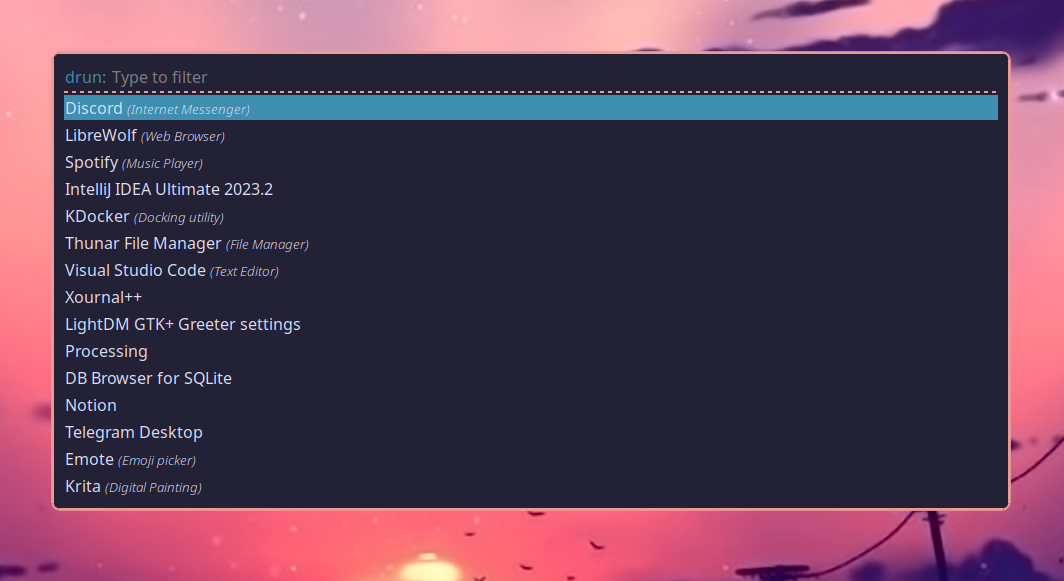 drun: Type to filter
Discord (Internet Messenger)
LibreWolf (Web Browser)
Spotify (Music Player)
IntelliJ IDEA Ultimate 2023.2
KDocker (Docking utility)
Thunar File Manager (File Manager)
Visual Studio Code (Text Editor)
Xournal++
LightDM GTK+ Greeter settings
Processing
DB Browser for SQLite
Notion
Telegram Desktop
Emote (Emoji picker)
Krita (Digital Painting)